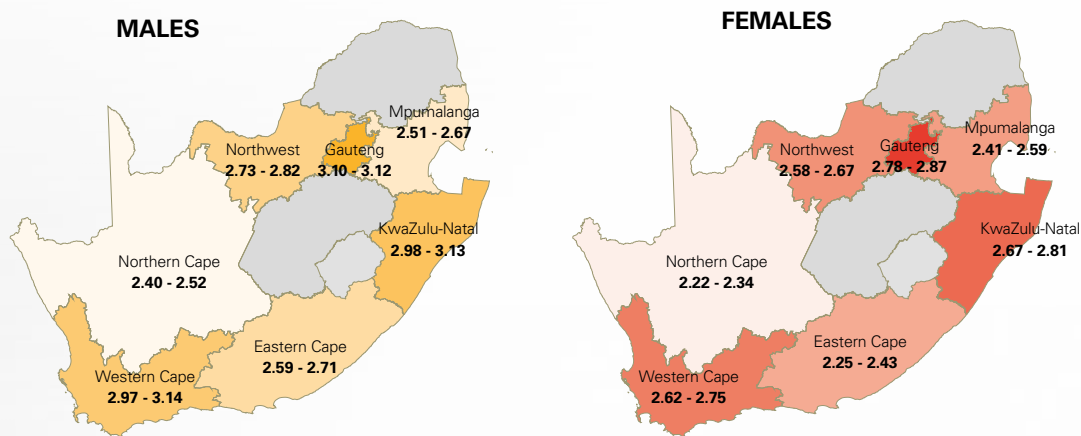 MALES
Mpumalanga
2.51 - 2.67
Northwest
2.73 - 2.82
Gauteng
3.10 - 3.12
KwaZulu-Natal
2.98 - 3.13
Northern Cape
2.40 - 2.52
Eastern Cape
2.59 - 2.71
Western Cape
2.97 - 3.14
FEMALES
Mpumalanga
2.41 - 2.59
Northwest
2.58 - 2.67
Gauteng
2.78 - 2.87
KwaZulu-Natal
2.67 - 2.81
Northern Cape
2.22 - 2.34
Eastern Cape
2.25 - 2.43
Western Cape
2.62 - 2.75